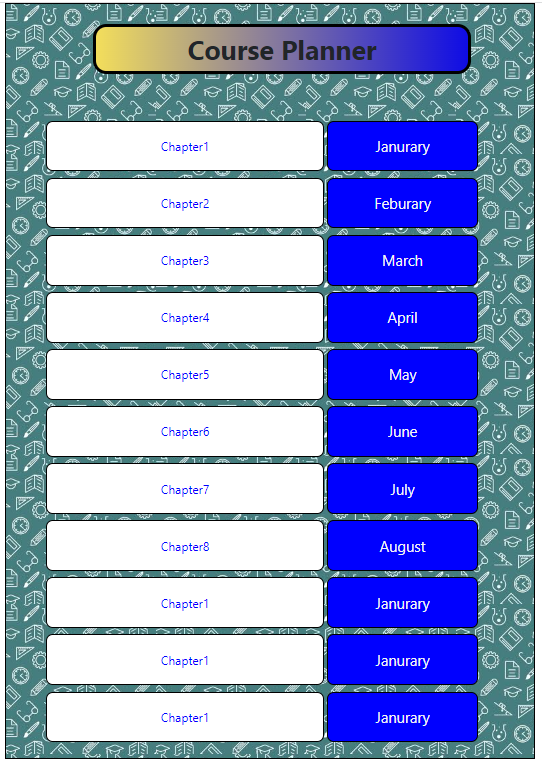 Course Planner
Chapter1 Janurary
Chapter2 Feburary
Chapter3 March
Chapter4 April
Chapter5 May
Chapter6 June
Chapter7 July
Chapter8 August
Chapter1 Janurary
Chapter1 Janurary
Chapter1 Janurary